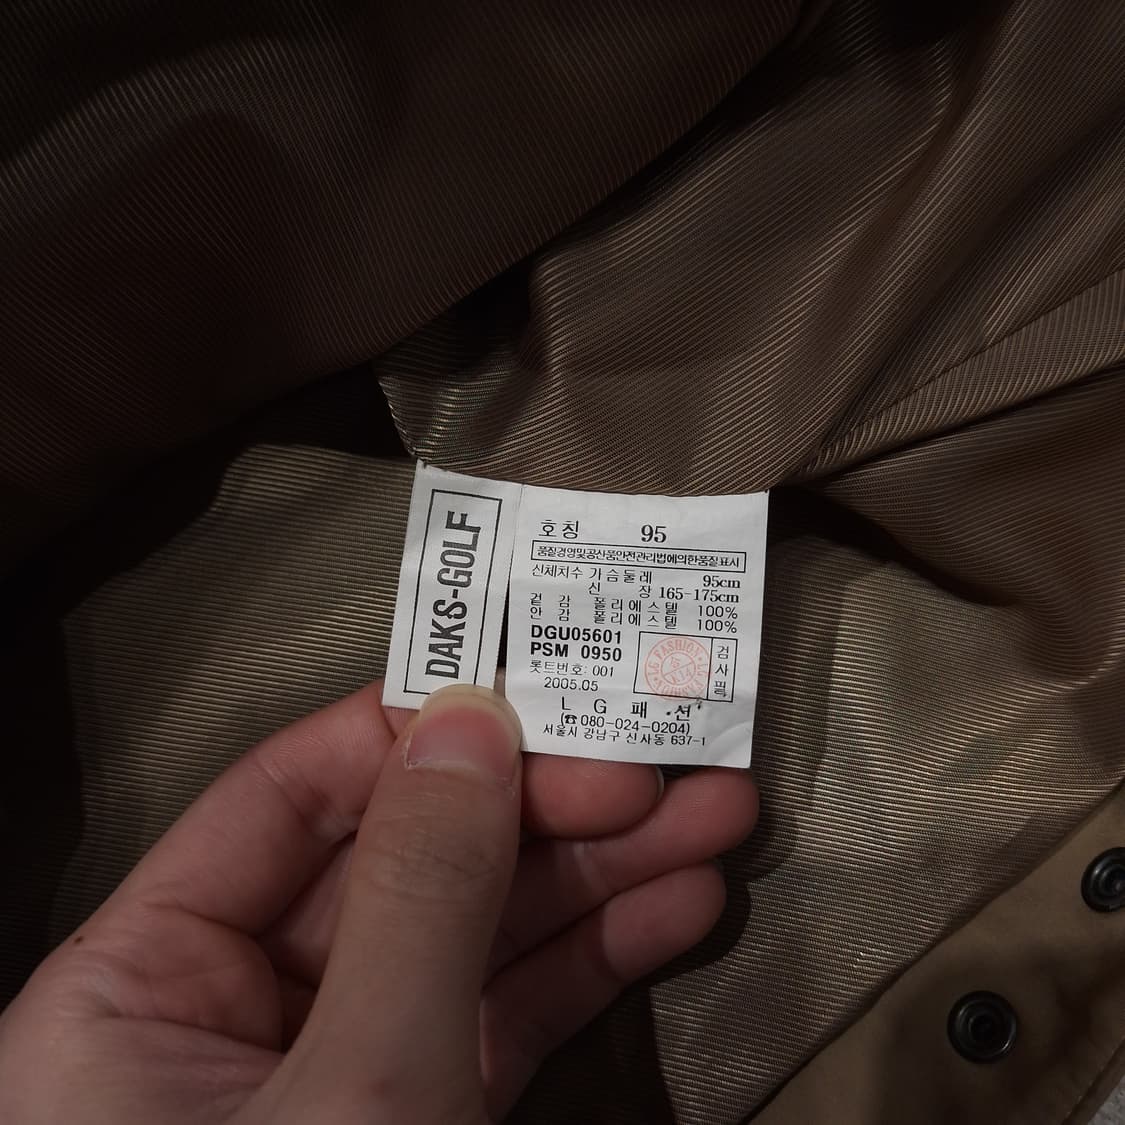 DAKS-GOLF
호칭 95
품질경영및공산품안전관리법에의한품질표시
신체치수 가슴둘레 95cm
신장 165-175cm
겉감 폴리에스텔 100%
안감 폴리에스텔 100%
DGU05601
PSM 0950
롯트번호: 001
2005.05
검사필
LG FASHION
LG패션
(☎080-024-0204)
서울시 강남구 신사동 637-1